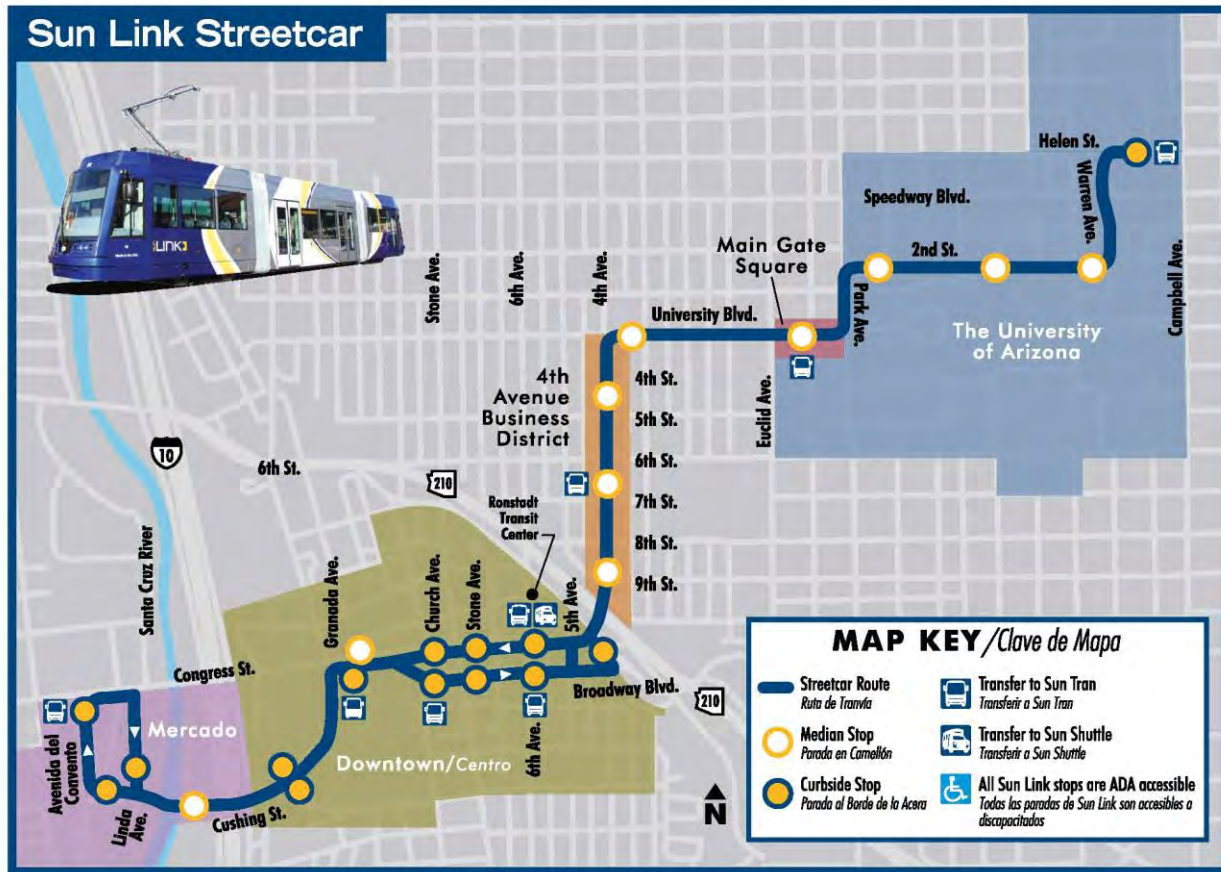 Sun Link Streetcar
LINK
Stone Ave.
6th Ave.
4th Ave.
Helen St.
Warren Ave.
Speedway Blvd.
Main Gate
Square
2nd St.
Park Ave.
Campbell Ave.
University Blvd.
The University
of Arizona
Euclid Ave.
4th
Avenue
Business
District
4th St.
5th St.
6th St.
7th St.
8th St.
9th St.
10
6th St.
210
Ronstadt
Transit
Center
Santa Cruz River
Granada Ave.
Church Ave.
Stone Ave.
5th Ave.
Congress St.
Broadway Blvd.
210
Mercado
Avenida del
Convento
Linda
Ave.
Cushing St.
Downtown/Centro
6th Ave.
N
MAP KEY/Clave de Mapa
Streetcar Route
Ruta de Tranvía
Median Stop
Parada en Camellón
Curbside Stop
Parada al Borde de la Acera
Transfer to Sun Tran
Transferir a Sun Tran
Transfer to Sun Shuttle
Transferir a Sun Shuttle
All Sun Link stops are ADA accessible
Todas las paradas de Sun Link son accesibles a
discapacitados